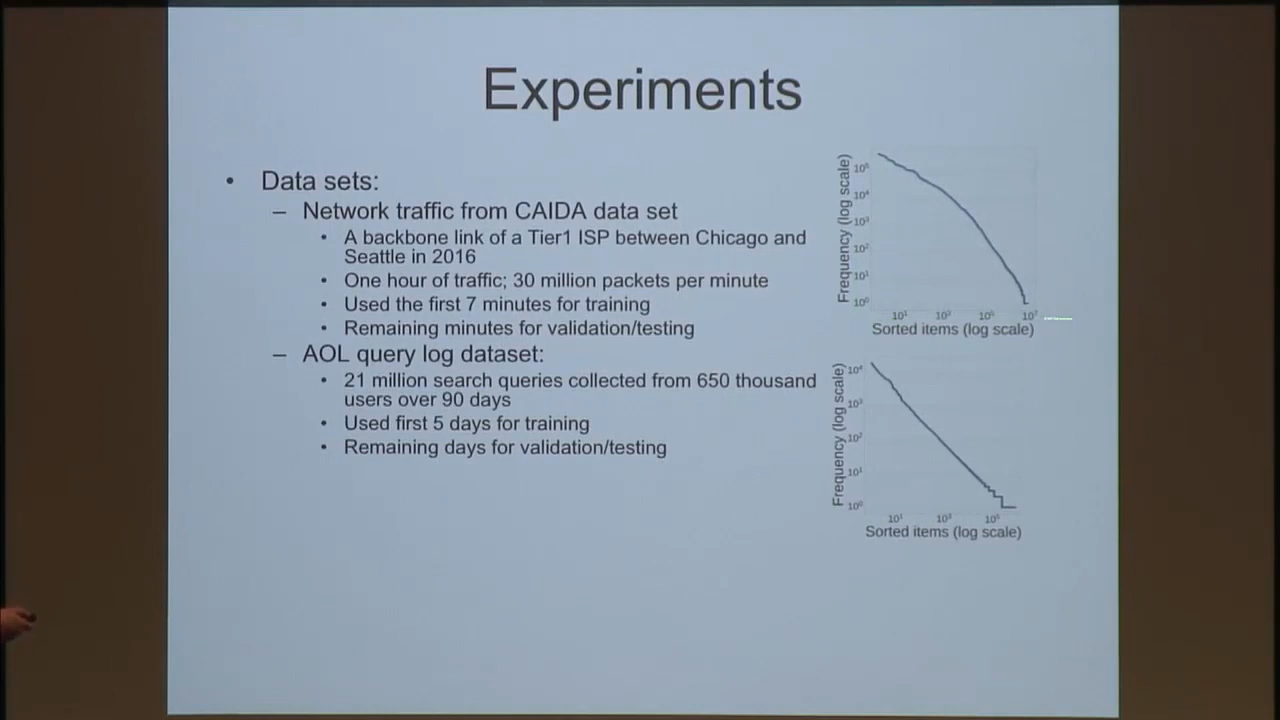 Experiments
• Data sets:
– Network traffic from CAIDA data set
• A backbone link of a Tier1 ISP between Chicago and
Seattle in 2016
• One hour of traffic; 30 million packets per minute
• Used the first 7 minutes for training
• Remaining minutes for validation/testing
– AOL query log dataset:
• 21 million search queries collected from 650 thousand
users over 90 days
• Used first 5 days for training
• Remaining days for validation/testing
Frequency (log scale)
10⁴
10³
10²
10¹
10⁰
10¹
10⁷
Sorted items (log scale)
Frequency (log scale)
10⁴
10³
10²
10¹
10⁰
10¹
10³
Sorted items (log scale)